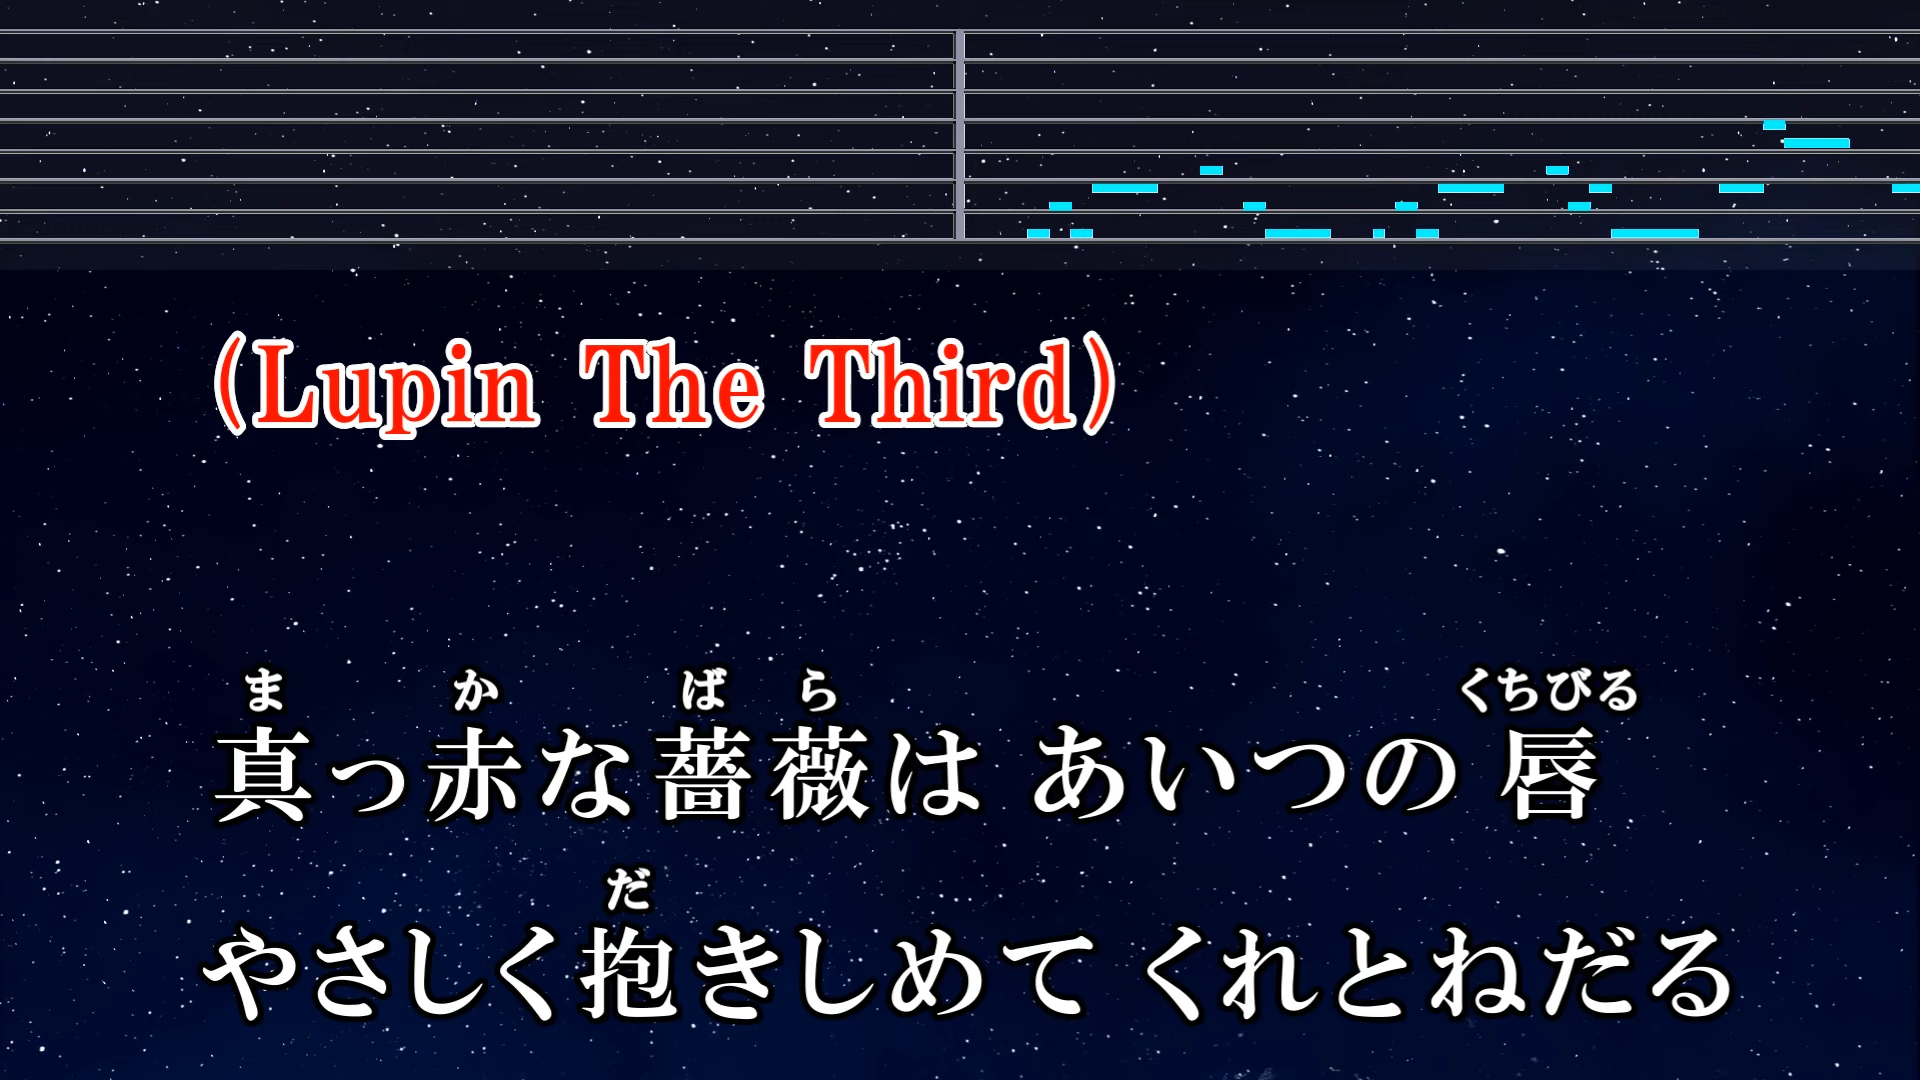 (Lupin The Third)
ま か ば ら くちびる
真っ赤な薔薇は あいつの 唇
だ
やさしく抱きしめて くれとねだる